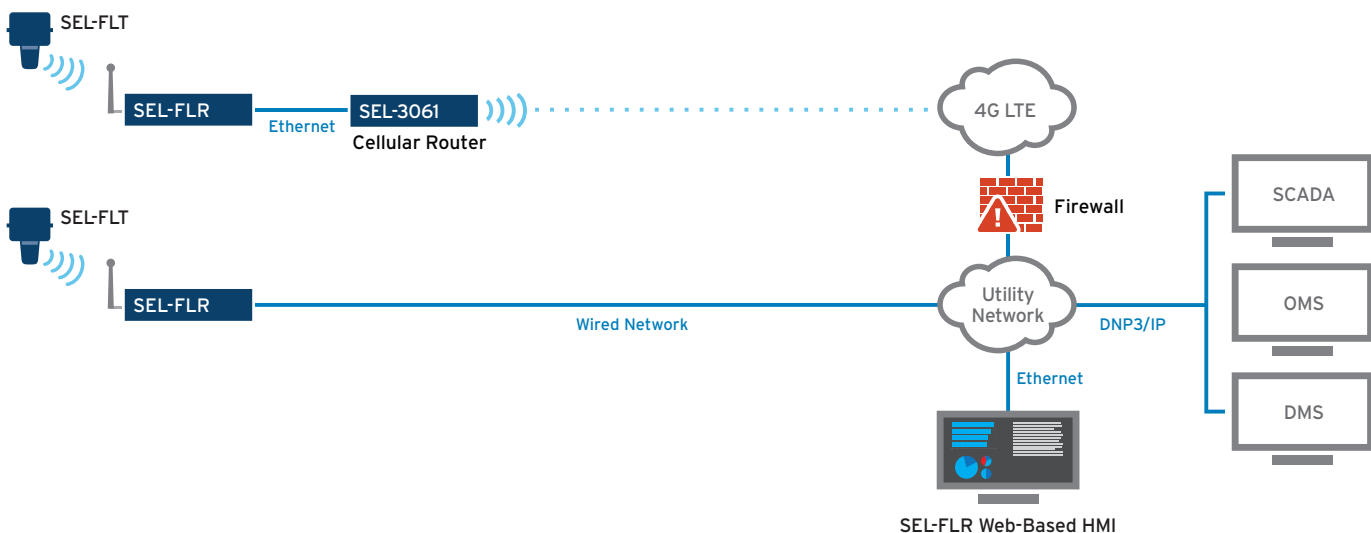 SEL-FLT
SEL-FLR
Ethernet
SEL-3061
Cellular Router
4G LTE
Firewall
SEL-FLT
SEL-FLR
Wired Network
Utility
Network
DNP3/IP
SCADA
OMS
DMS
Ethernet
!
SEL-FLR Web-Based HMI